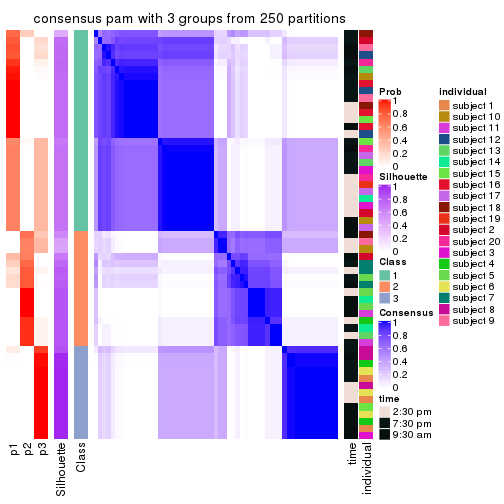 consensus pam with 3 groups from 250 partitions
p1
p2
p3
Silhouette
Class
time
individual
Prob
1
0.8
0.6
0.4
0.2
0
Silhouette
1
0.8
0.6
0.4
0.2
0
Class
1
2
3
Consensus
1
0.8
0.6
0.4
0.2
0
time
2:30 pm
7:30 pm
9:30 am
individual
subject 1
subject 10
subject 11
subject 12
subject 13
subject 14
subject 15
subject 16
subject 17
subject 18
subject 19
subject 2
subject 20
subject 3
subject 4
subject 5
subject 6
subject 7
subject 8
subject 9